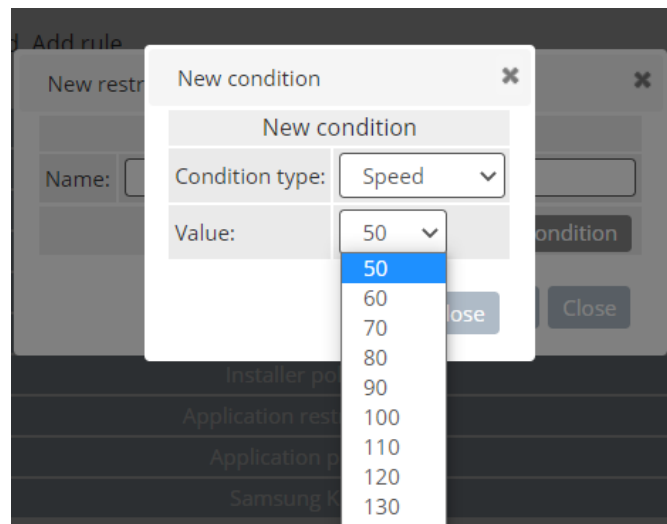 Add rule
New restr
New condition
New condition
Name:
Condition type: Speed
Value: 50
ondition
50
60
lose
Close
70
80
90
100
110
120
130
Installer po
Application rest
Application p
Samsung K